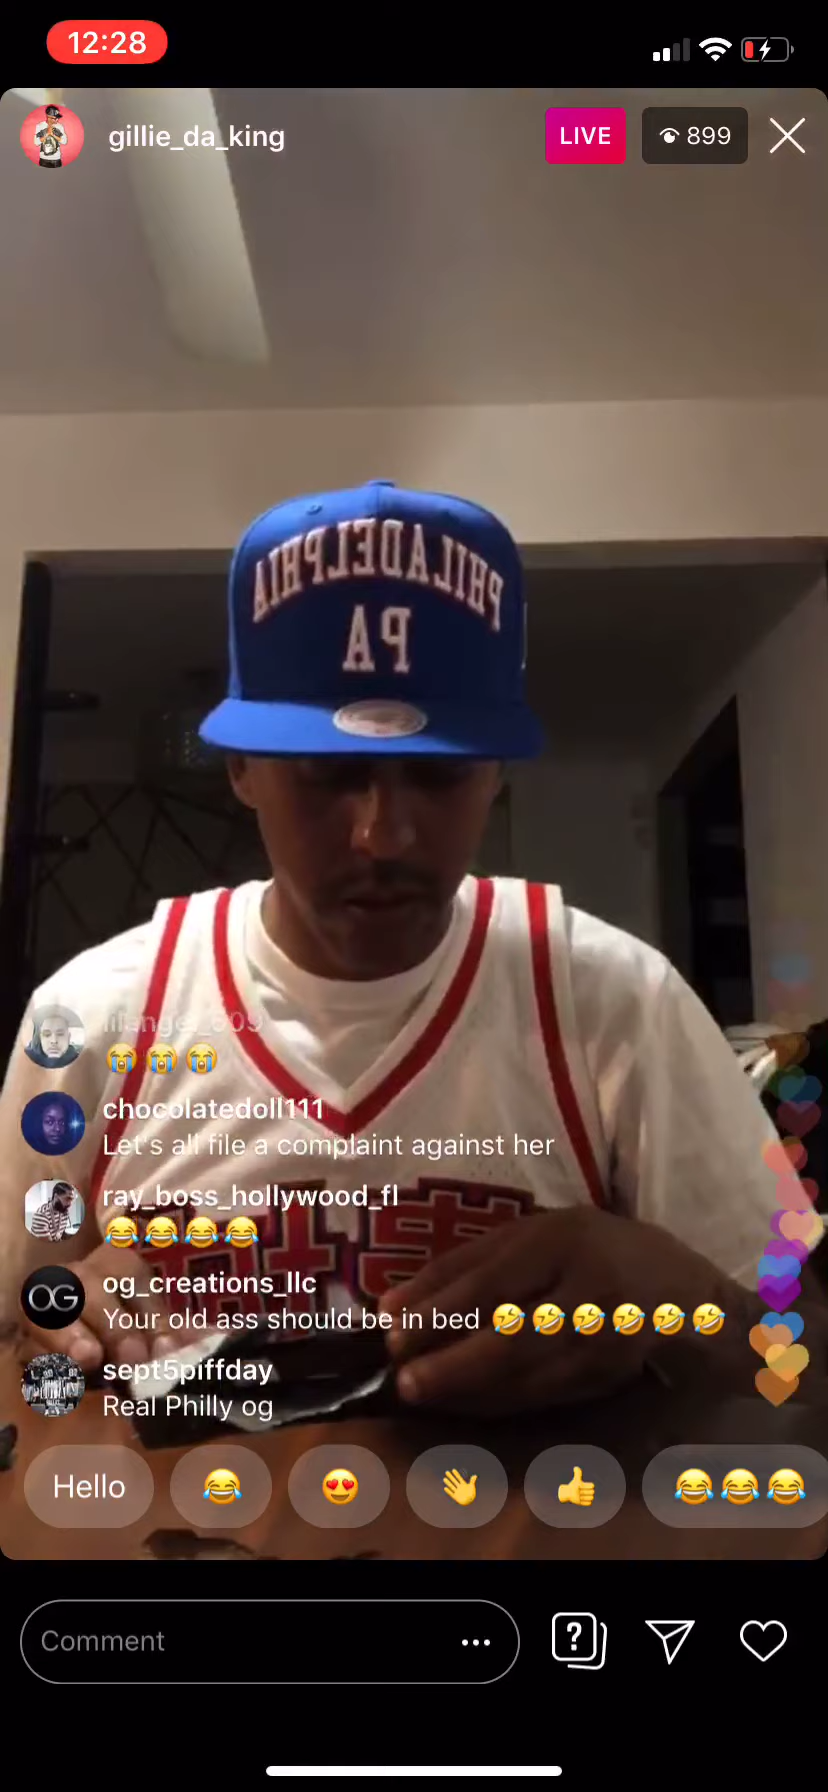 12:28
gillie_da_king
LIVE
899
PHILADELPHIA
PA
😭😭😭
chocolatedoll111
Let's all file a complaint against her
ray_boss_hollywood_fl
😂😂😂😂
OG
og_creations_llc
Your old ass should be in bed 🤣🤣🤣🤣🤣🤣
sept5piffday
Real Philly og
Hello 😂 😍 👋 👍 😂😂😂
Comment